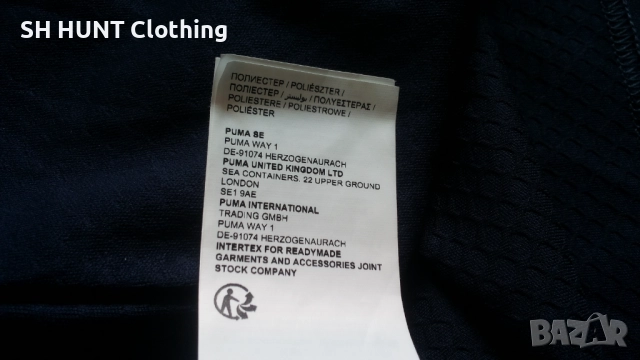 SH HUNT Clothing
ПОЛИЕСТЕР / POLIÉSZTER /
ПОЛІЕСТЕР / بوليستر / ΠΟΛΥΕΣΤΕΡΑΣ /
POLIESTERE / POLIESTROWE /
POLIÉSTER
PUMA SE
PUMA WAY 1
DE-91074 HERZOGENAURACH
PUMA UNITED KINGDOM LTD
SEA CONTAINERS. 22 UPPER GROUND
LONDON
SE1 9AE
PUMA INTERNATIONAL
TRADING GMBH
PUMA WAY 1
DE-91074 HERZOGENAURACH
INTERTEX FOR READYMADE
GARMENTS AND ACCESSORIES JOINT
STOCK COMPANY
BAZAR